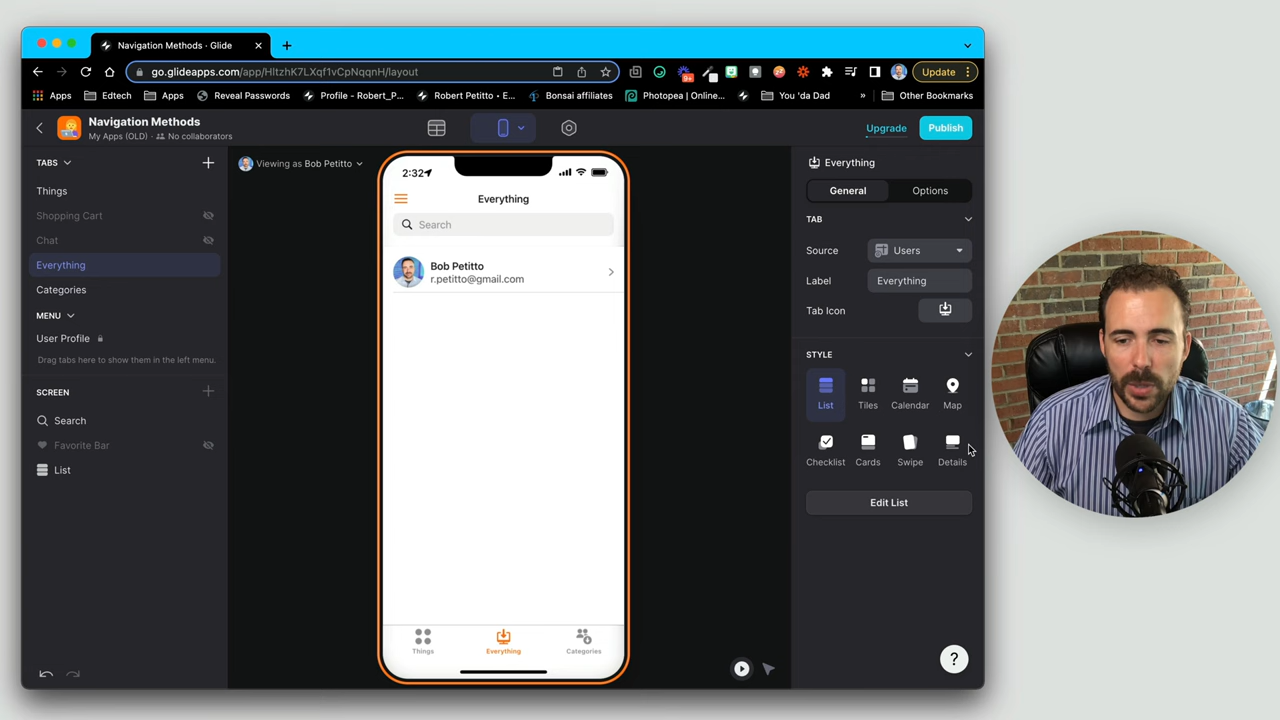 Navigation Methods · Glide
go.glideapps.com/app/HItzhK7LXqf1vCpNqqnH/layout
9+
Update
Apps
Edtech
Apps
Reveal Passwords
Profile - Robert_P...
Robert Petitto • E...
Bonsai affiliates
Photopea | Online...
You 'da Dad
»
Other Bookmarks
Navigation Methods
My Apps (OLD) · No collaborators
Upgrade
Publish
TABS
Things
Shopping Cart
Chat
Everything
Categories
MENU
User Profile
Drag tabs here to show them in the left menu.
SCREEN
Search
Favorite Bar
List
Viewing as Bob Petitto
2:32
Everything
Search
Bob Petitto
r.petitto@gmail.com
Things
Everything
Categories
Everything
General
Options
TAB
Source
Users
Label
Everything
Tab Icon
STYLE
List
Tiles
Calendar
Map
Checklist
Cards
Swipe
Details
Edit List
?